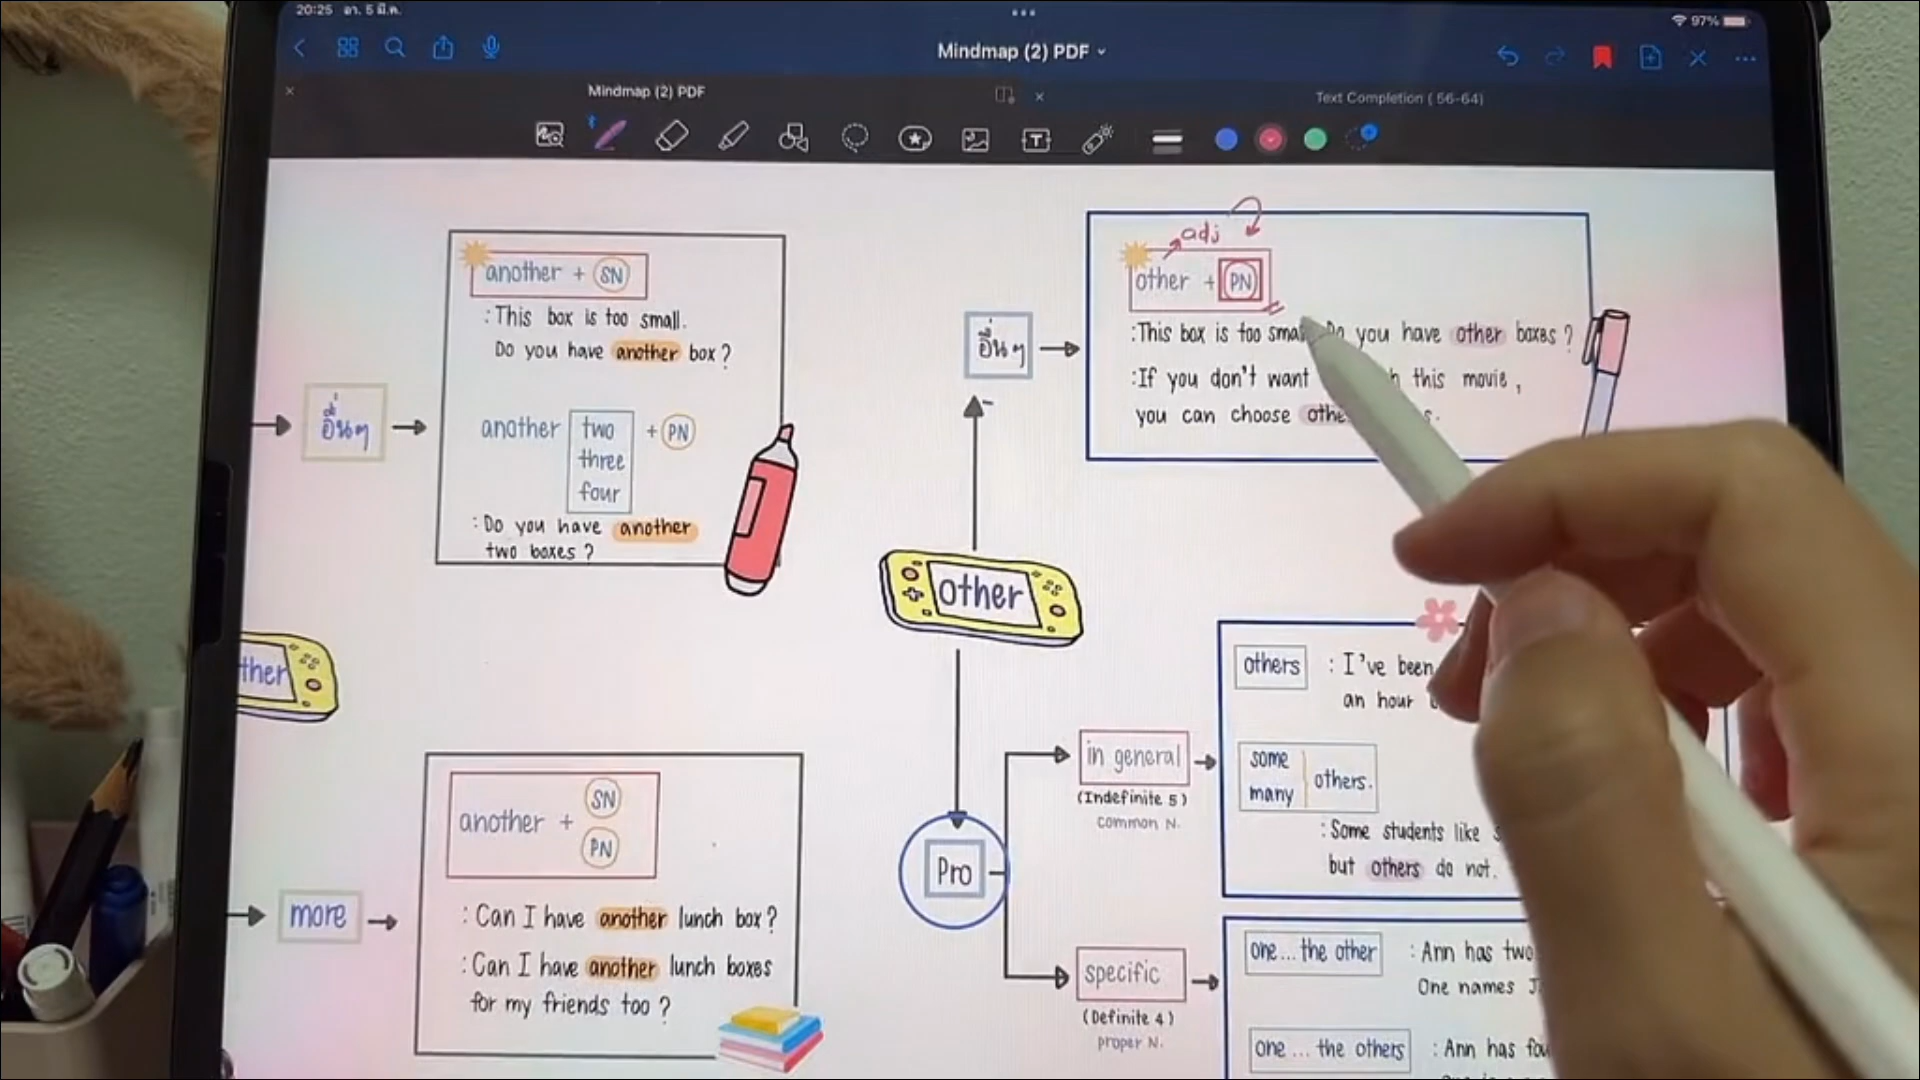 20:25 อา. 5 มี.ค.
97%
Mindmap (2) PDF
Mindmap (2) PDF
Text Completion ( 56-64)
another + SN
:This box is too small.
Do you have another box?
อื่นๆ
another two three four + PN
:Do you have another
two boxes?
ther
another + SN PN
more
:Can I have another lunch box?
:Can I have another lunch boxes
for my friends too?
adj
other + PN
อื่นๆ
:This box is too you have other boxes?
:If you don't want this movie,
you can choose
other
Pro
in general
(Indefinite 5)
common N.
others : I've been
an hour
some many others.
:Some students like
but others do not.
specific
(Definite 4)
proper N.
one... the other : Ann has two
One names
one... the others : Ann has